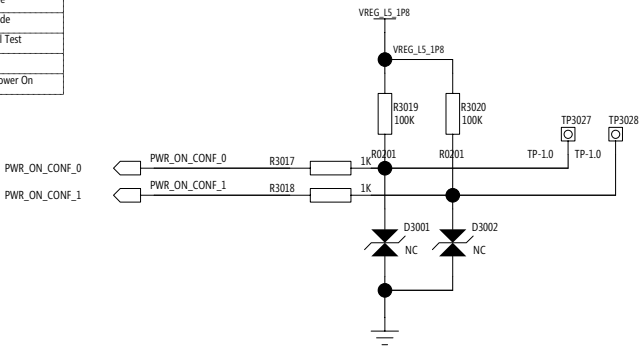 de
l Test
ower On
VREG_L5_1P8
VREG_L5_1P8
R3019
100K
R3020
100K
TP3027
TP3028
R0201
R0201
TP-1.0
TP-1.0
PWR_ON_CONF_0
PWR_ON_CONF_0
R3017
1K
PWR_ON_CONF_1
PWR_ON_CONF_1
R3018
1K
D3001
NC
D3002
NC